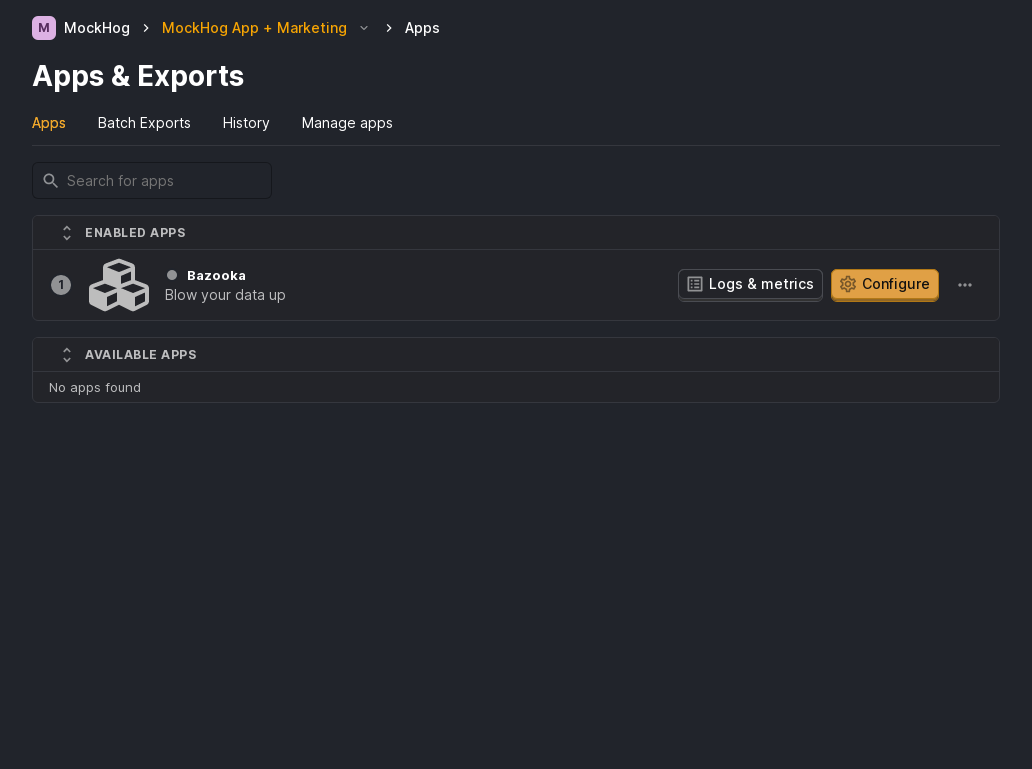 M MockHog MockHog App + Marketing Apps
Apps & Exports
Apps Batch Exports History Manage apps
Search for apps
ENABLED APPS
1 Bazooka
Blow your data up
Logs & metrics Configure
AVAILABLE APPS
No apps found